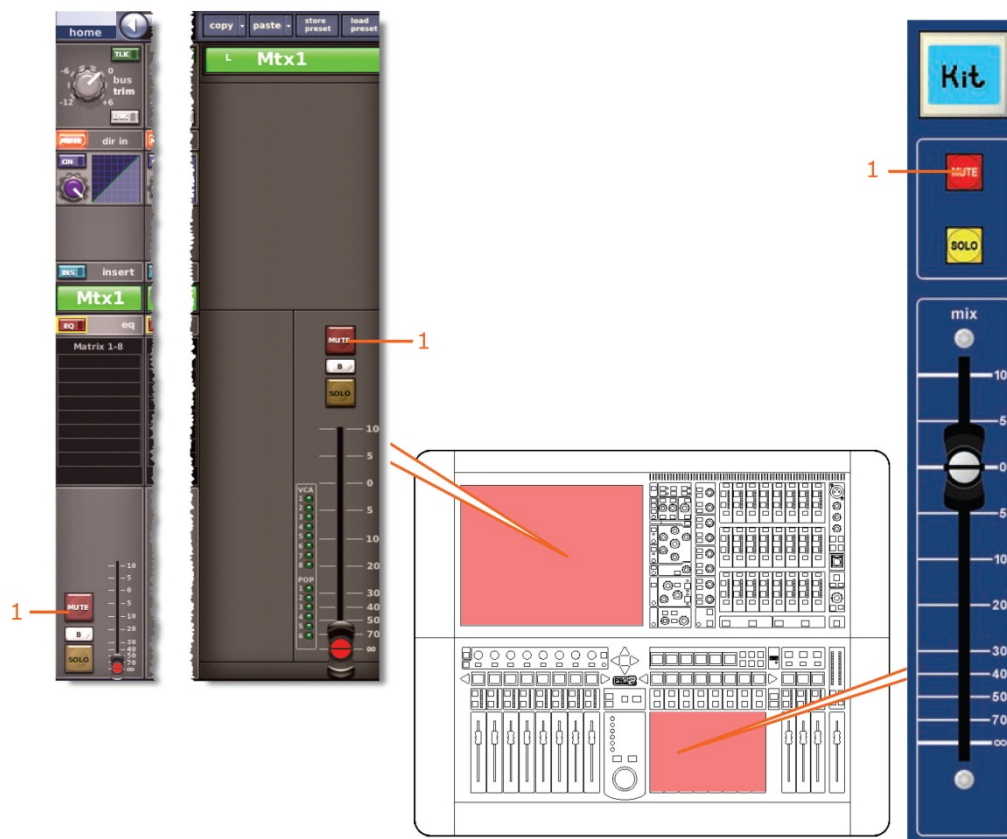 home
TLK
-6
0
bus
trim
-12
+6
dir in
ON
INS
insert
Mtx1
EQ
eq
Matrix 1-8
10
5
0
5
10
20
30
40
50
70
∞
1
MUTE
B
SOLO
copy
paste
store
preset
load
preset
L Mtx1
MUTE
1
B
SOLO
10
5
0
5
10
20
30
40
50
70
∞
VCA
1
2
3
4
5
6
7
8
POP
1
2
3
4
5
6
Kit
1
MUTE
SOLO
mix
10
5
0
5
10
20
30
40
50
70
∞